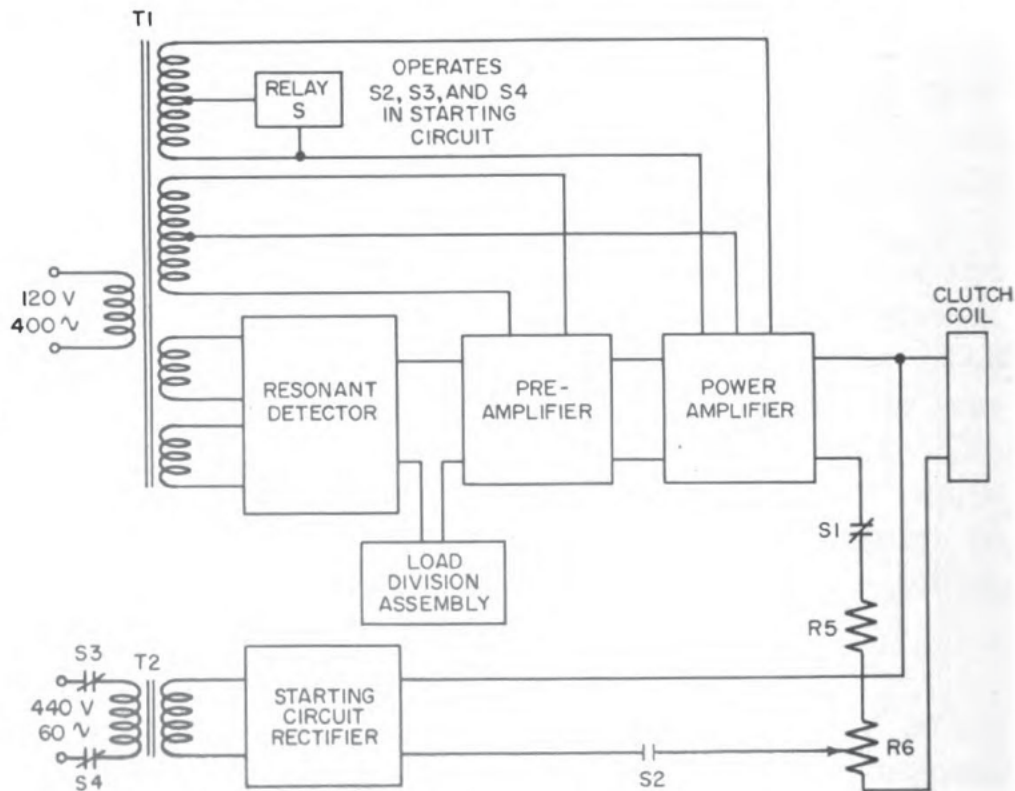 T1
RELAY
S
OPERATES
S2, S3, AND S4
IN STARTING
CIRCUIT
120 V
400 ~
RESONANT
DETECTOR
PRE-
AMPLIFIER
POWER
AMPLIFIER
CLUTCH
COIL
LOAD
DIVISION
ASSEMBLY
S1
R5
S3
T2
440 V
60 ~
S4
STARTING
CIRCUIT
RECTIFIER
S2
R6